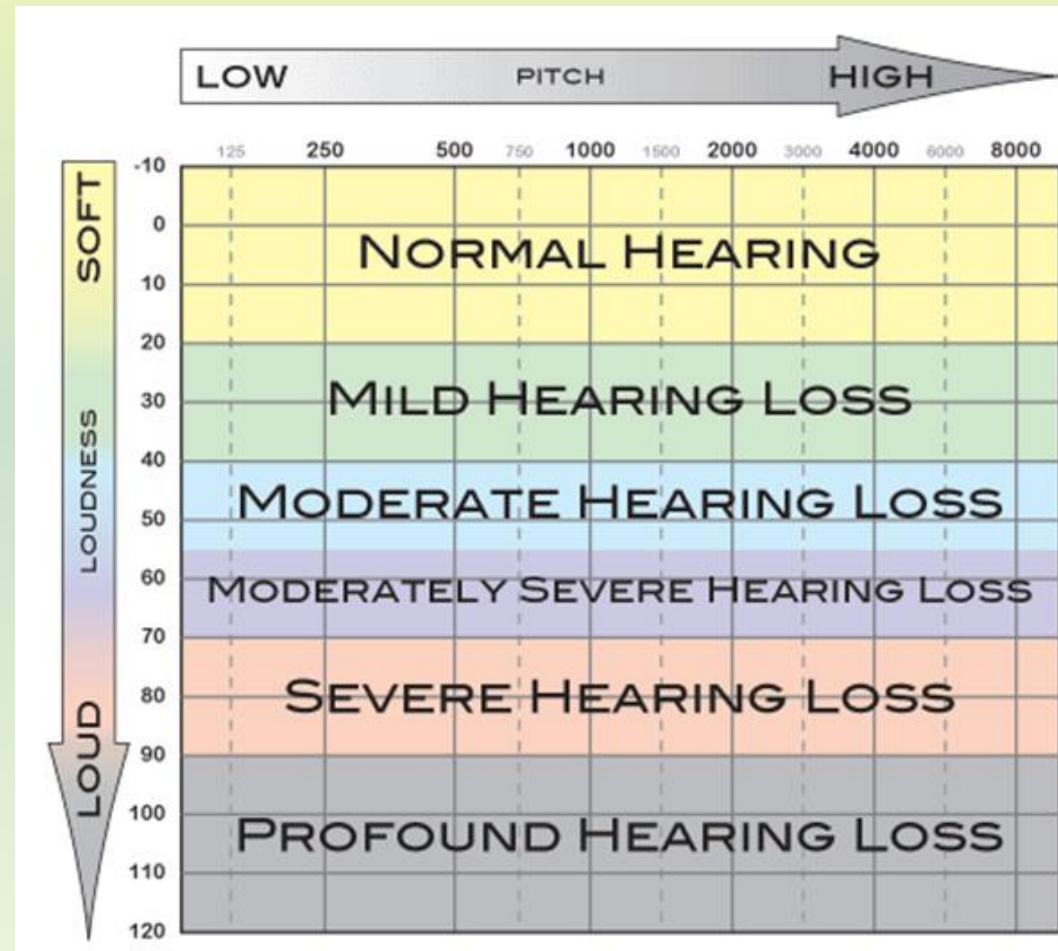 LOW PITCH HIGH
125 250 500 750 1000 1500 2000 3000 4000 6000 8000
SOFT LOUDNESS LOUD
-10
0
NORMAL HEARING
10
20
MILD HEARING LOSS
30
40
MODERATE HEARING LOSS
50
60
MODERATELY SEVERE HEARING LOSS
70
SEVERE HEARING LOSS
80
90
100
PROFOUND HEARING LOSS
110
120